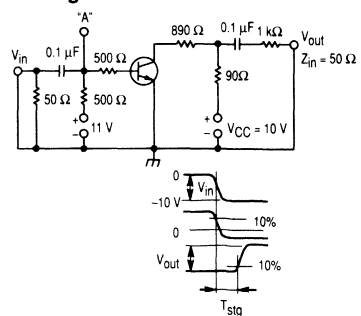 "A"
Vin
0.1 µF
500 Ω
50 Ω
500 Ω
+
−
11 V
890 Ω
0.1 µF
1 kΩ
Vout
Zin = 50 Ω
90Ω
+
−
VCC = 10 V
0
Vin
−10 V
10%
0
Vout
10%
Tstg